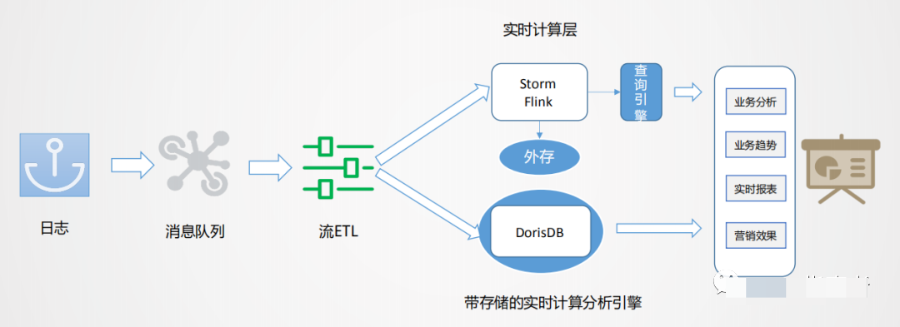 实时计算层
Storm
Flink
查询引擎
外存
日志
消息队列
流ETL
DorisDB
带存储的实时计算分析引擎
业务分析
业务趋势
实时报表
营销效果